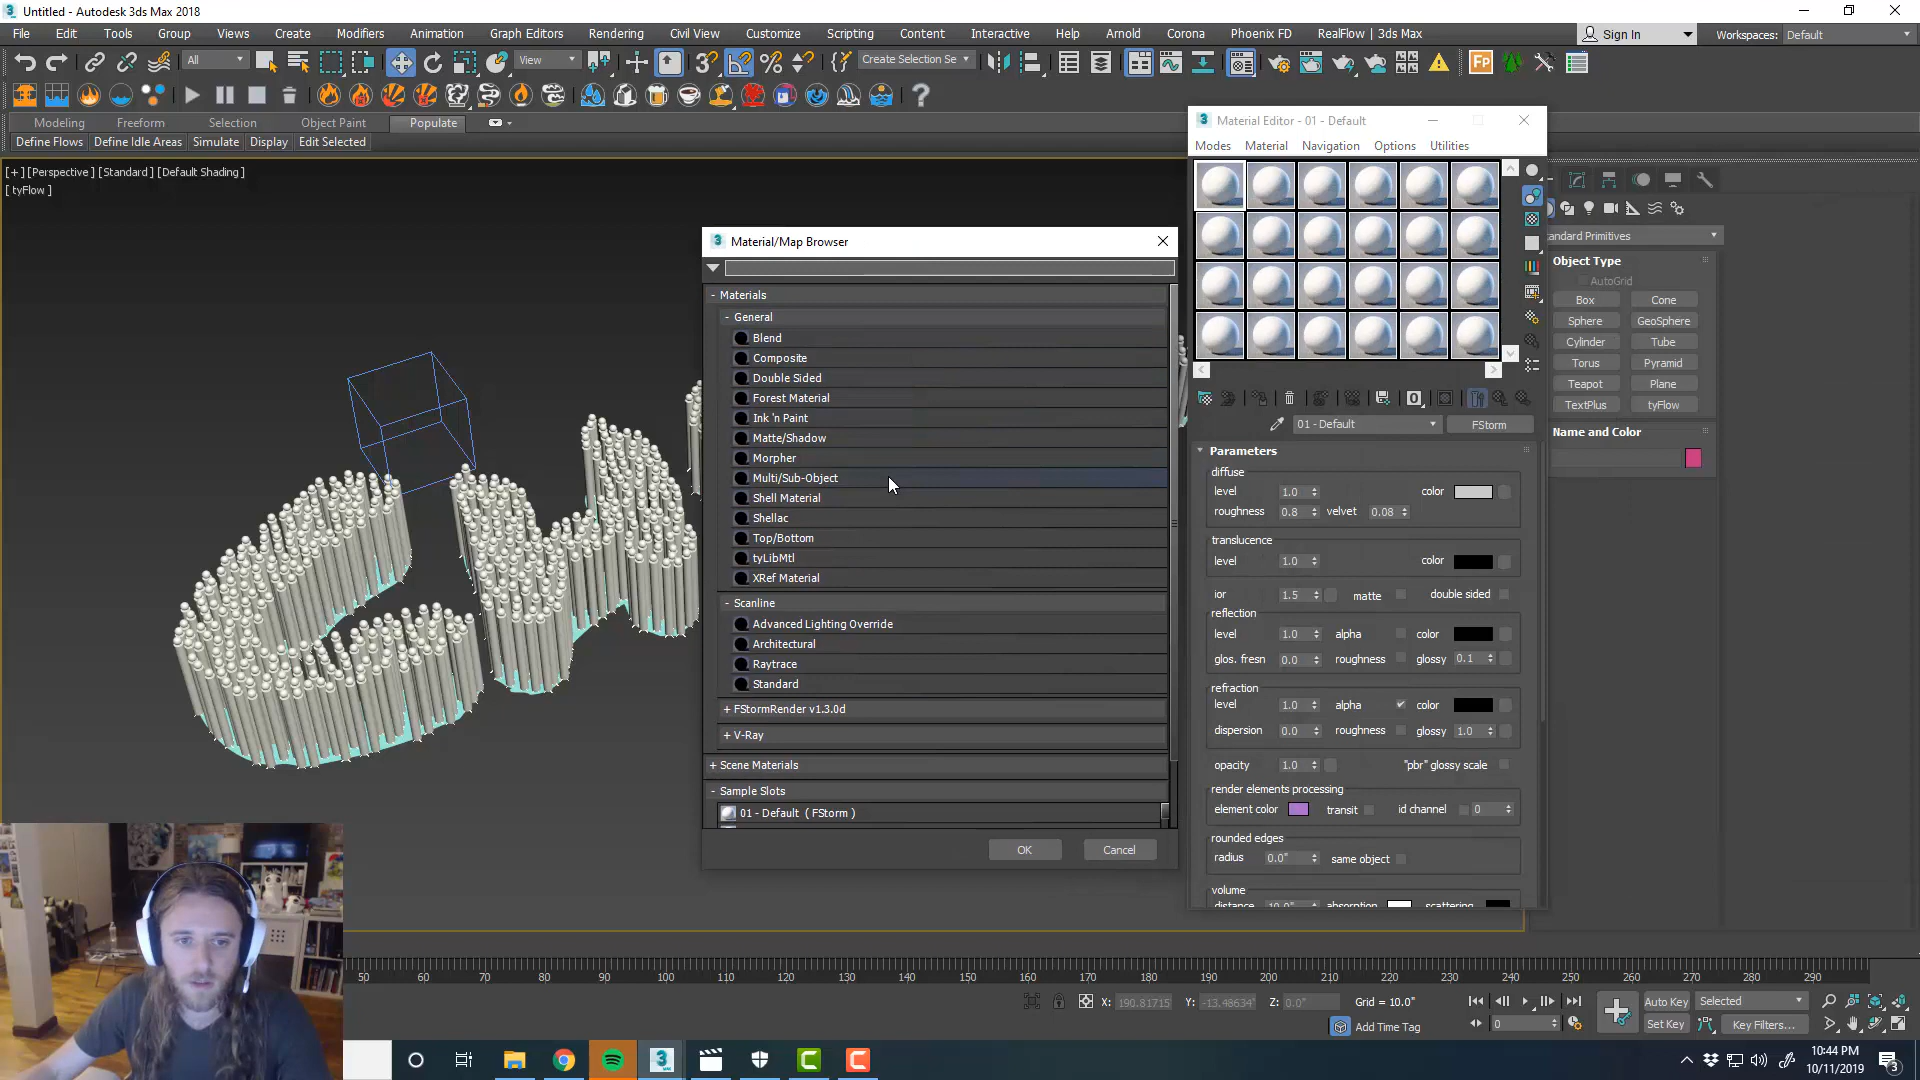 Untitled - Autodesk 3ds Max 2018
File Edit Tools Group Views Create Modifiers Animation Graph Editors Rendering Civil View Customize Scripting Content Interactive Help Arnold Corona Phoenix FD RealFlow | 3ds Max
Sign In
Workspaces: Default
All
View
Create Selection Se
Modeling Freeform Selection Object Paint Populate
Define Flows Define Idle Areas Simulate Display Edit Selected
[+] [Perspective] [Standard] [Default Shading]
[ tyFlow ]
Material/Map Browser
- Materials
- General
Blend
Composite
Double Sided
Forest Material
Ink 'n Paint
Matte/Shadow
Morpher
Multi/Sub-Object
Shell Material
Shellac
Top/Bottom
tyLibMtl
XRef Material
- Scanline
Advanced Lighting Override
Architectural
Raytrace
Standard
+ FStormRender v1.3.0d
+ V-Ray
+ Scene Materials
- Sample Slots
01 - Default ( FStorm )
OK Cancel
Material Editor - 01 - Default
Modes Material Navigation Options Utilities
01 - Default FStorm
Parameters
diffuse
level 1.0 color
roughness 0.8 velvet 0.08
translucence
level 1.0 color
ior 1.5 matte double sided
reflection
level 1.0 alpha color
glos. fresn 0.0 roughness glossy 0.1
refraction
level 1.0 alpha color
dispersion 0.0 roughness glossy 1.0
opacity 1.0 "pbr" glossy scale
render elements processing
element color transit id channel 0
rounded edges
radius 0.0" same object
volume
distance 10.0" absorption scattering
tandard Primitives
Object Type
AutoGrid
Box Cone
Sphere GeoSphere
Cylinder Tube
Torus Pyramid
Teapot Plane
TextPlus tyFlow
Name and Color
50 60 70 80 90 100 110 120 130 140 150 160 170 180 190 200 210 220 230 240 250 260 270 280 290
X: 190.81715 Y: -13.48634" Z: 0.0" Grid = 10.0"
Add Time Tag
0
Auto Key Selected
Set Key Key Filters...
10:44 PM
10/11/2019
3